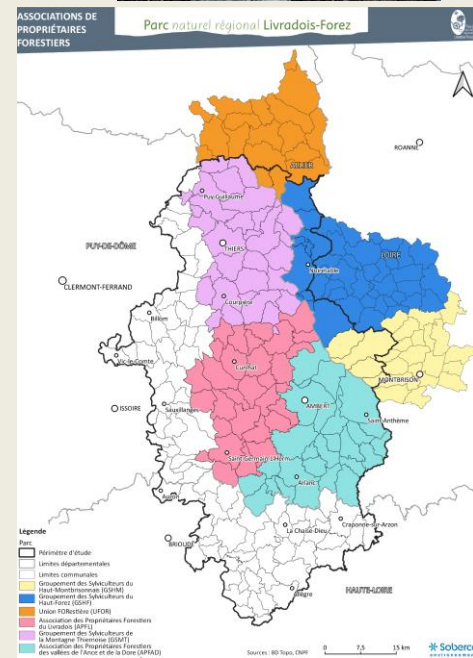 ASSOCIATIONS DE
PROPRIÉTAIRES
FORESTIERS
Parc naturel régional Livradois-Forez
ROANNE
ALLIER
Puy-Guillaume
PUY-DE-DÔME
THIERS
LOIRE
Noirétable
CLERMONT-FERRAND
Courpière
Billom
Vic-le-Comte
Cunlhat
MONTBRISON
ISSOIRE
Sauxillanges
AMBERT
Saint-Anthème
Saint-Germain-L'Herm
Arlanc
Auzon
Craponne-sur-Arzon
La Chaise-Dieu
BRIOUDE
Allègre
HAUTE-LOIRE
Légende
Parc
Périmètre d'étude
Limites départementales
Limites communales
Groupement des Sylviculteurs du
Haut-Montbrisonnais (GSHM)
Groupement des Sylviculteurs du
Haut-Forez (GSHF)
Union FORestière (UFOR)
Association des Propriétaires Forestiers
du Livradois (APFL)
Groupement des Sylviculteurs de
la Montagne Thiernoise (GSMT)
Association des Propriétaires Forestiers
des vallées de l'Ance et de la Dore (APFAD)
Sources : BD Topo, CNPF
0 7,5 15 km
Soberco
environnement